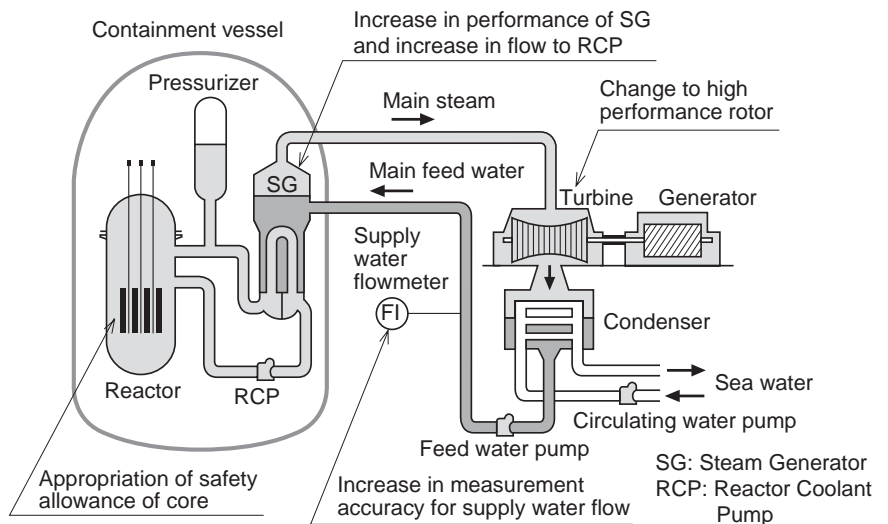 Increase in performance of SG
and increase in flow to RCP
Containment vessel
Pressurizer
Main steam
Change to high
performance rotor
SG
Main feed water
Turbine
Generator
Supply
water
flowmeter
FI
Condenser
Reactor
RCP
Sea water
Circulating water pump
Feed water pump
Appropriation of safety
allowance of core
Increase in measurement
accuracy for supply water flow
SG: Steam Generator
RCP: Reactor Coolant
Pump